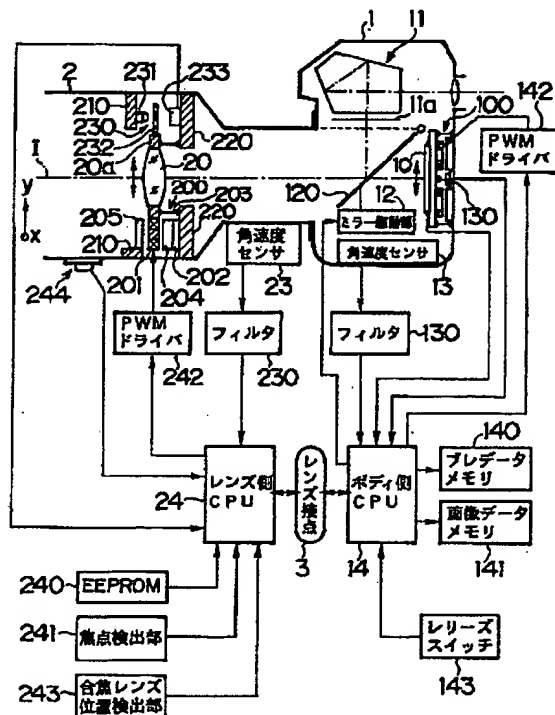 1
11
2
231
233
210
230
232
20a
11a
100
142
PWM
ドライバ
I
20
10
y
200
120
12
130
205
203
220
ミラー駆動部
x
210
角速度
センサ
角速度センサ
244
201
204
202
23
13
PWM
ドライバ
フィルタ
フィルタ
130
242
230
140
ブレデータ
メモリ
レンズ側
CPU
レンズ接点
ボディ側
CPU
24
3
14
画像データ
メモリ
141
240
EEPROM
241
焦点検出部
レリーズ
スイッチ
143
243
合焦レンズ
位置検出部